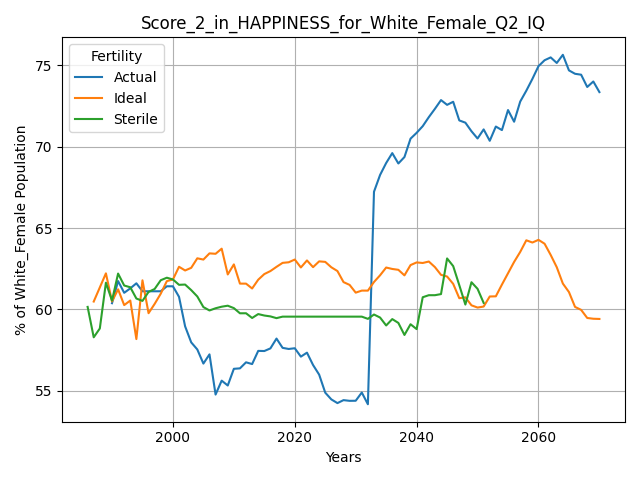 Score_2_in_HAPPINESS_for_White_Female_Q2_IQ
Fertility
Actual
Ideal
Sterile
% of White_Female Population
75
70
65
60
55
2000
2020
2040
2060
Years